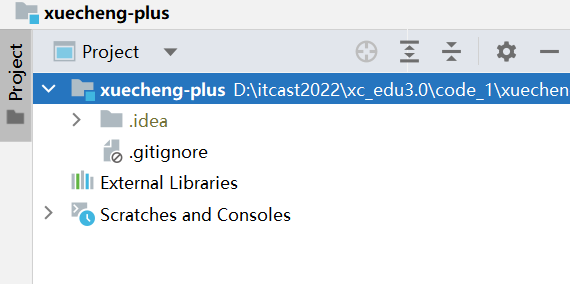 xuecheng-plus
Project
Project
xuecheng-plus D:\itcast2022\xc_edu3.0\code_1\xuechen
.idea
.gitignore
External Libraries
Scratches and Consoles